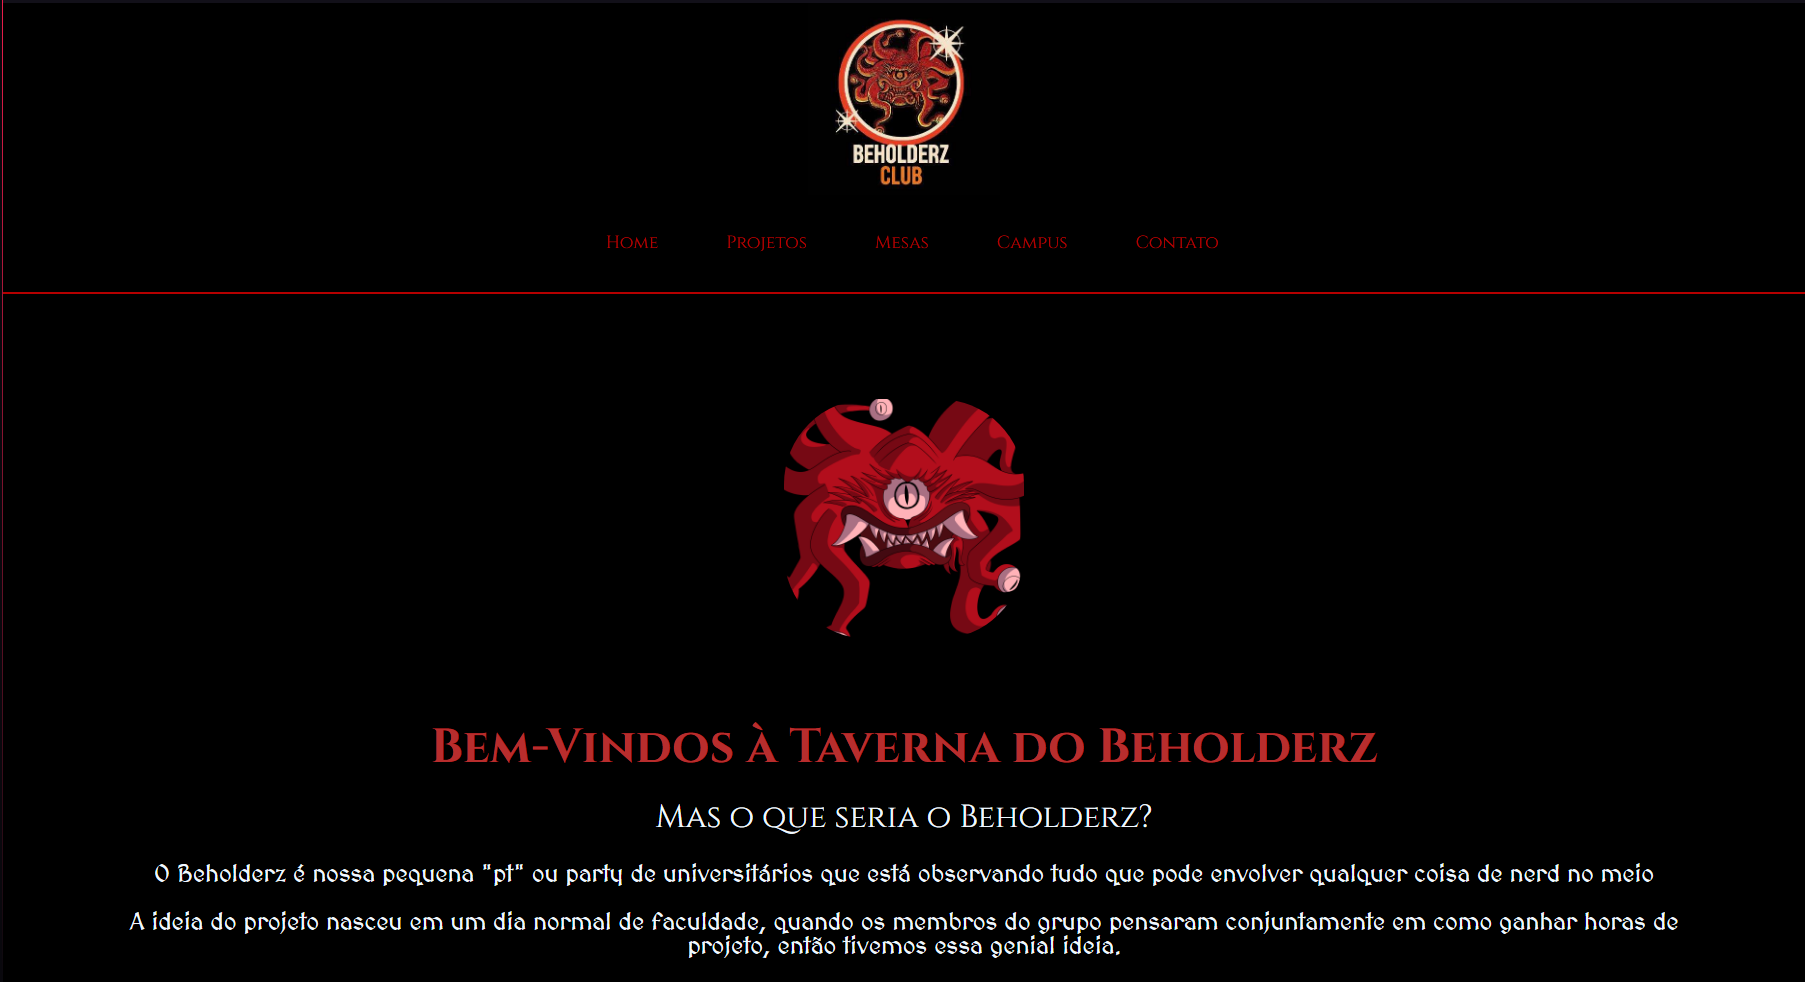 BEHOLDERZ
CLUB
Home Projetos Mesas Campus Contato
Bem-Vindos à Taverna do Beholderz
Mas o que seria o Beholderz?
O Beholderz é nossa pequena "pt" ou party de universitários que está observando tudo que pode envolver qualquer coisa de nerd no meio
A ideia do projeto nasceu em um dia normal de faculdade, quando os membros do grupo pensaram conjuntamente em como ganhar horas de
projeto, então tivemos essa genial ideia.